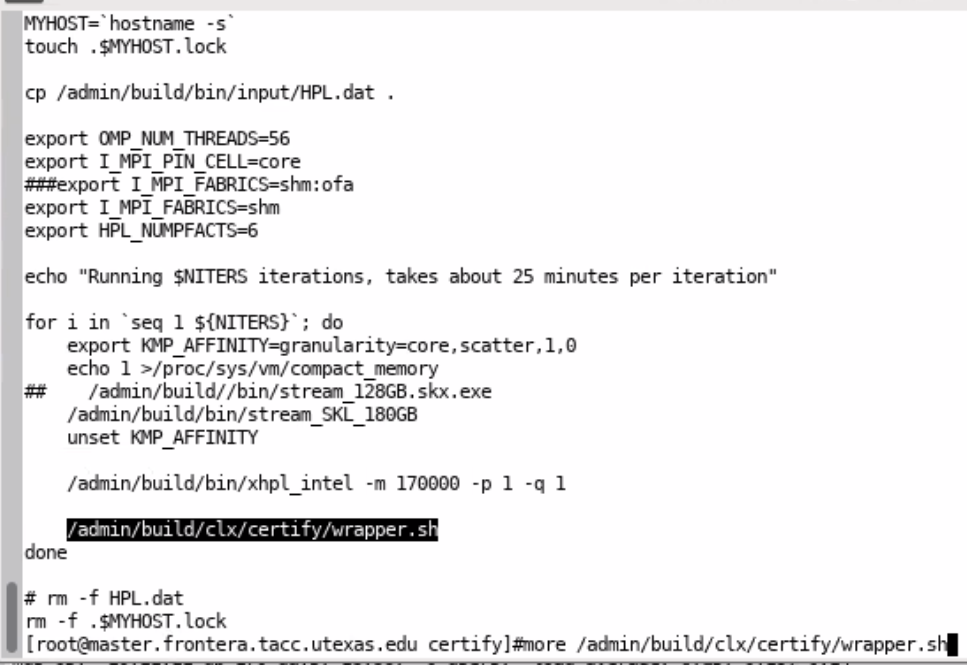 MYHOST=`hostname -s`
touch .$MYHOST.lock
cp /admin/build/bin/input/HPL.dat .
export OMP_NUM_THREADS=56
export I_MPI_PIN_CELL=core
###export I_MPI_FABRICS=shm:ofa
export I_MPI_FABRICS=shm
export HPL_NUMPFACTS=6
echo "Running $NITERS iterations, takes about 25 minutes per iteration"
for i in `seq 1 ${NITERS}`; do
    export KMP_AFFINITY=granularity=core,scatter,1,0
    echo 1 >/proc/sys/vm/compact_memory
##    /admin/build//bin/stream_128GB.skx.exe
    /admin/build/bin/stream_SKL_180GB
    unset KMP_AFFINITY
    /admin/build/bin/xhpl_intel -m 170000 -p 1 -q 1
    /admin/build/clx/certify/wrapper.sh
done
# rm -f HPL.dat
rm -f .$MYHOST.lock
[root@master.frontera.tacc.utexas.edu certify]#more /admin/build/clx/certify/wrapper.sh